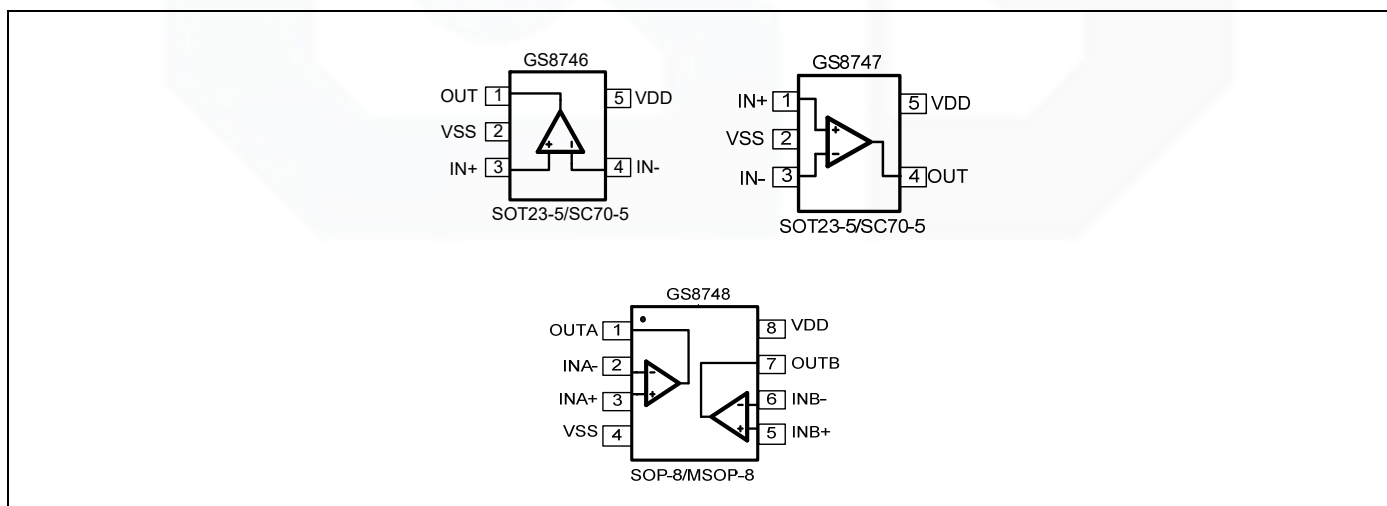 GS8746
OUT 1
5 VDD
VSS 2
IN+ 3
4 IN-
+ -
SOT23-5/SC70-5
GS8747
IN+ 1
5 VDD
VSS 2
IN- 3
4 OUT
+
-
SOT23-5/SC70-5
GS8748
OUTA 1
8 VDD
INA- 2
7 OUTB
INA+ 3
6 INB-
VSS 4
5 INB+
-
+
-
+
SOP-8/MSOP-8